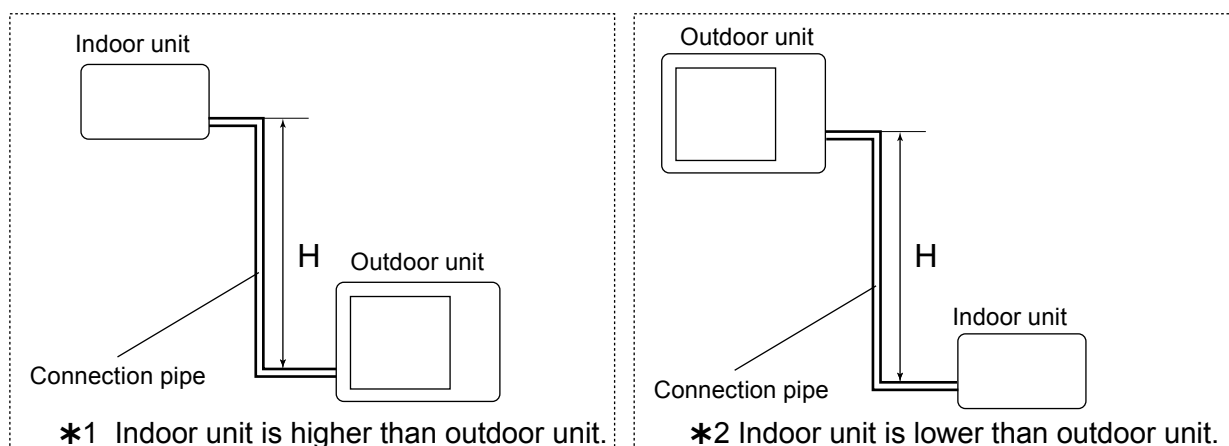 Indoor unit
H
Outdoor unit
Connection pipe
✱1 Indoor unit is higher than outdoor unit.
Outdoor unit
H
Indoor unit
Connection pipe
✱2 Indoor unit is lower than outdoor unit.